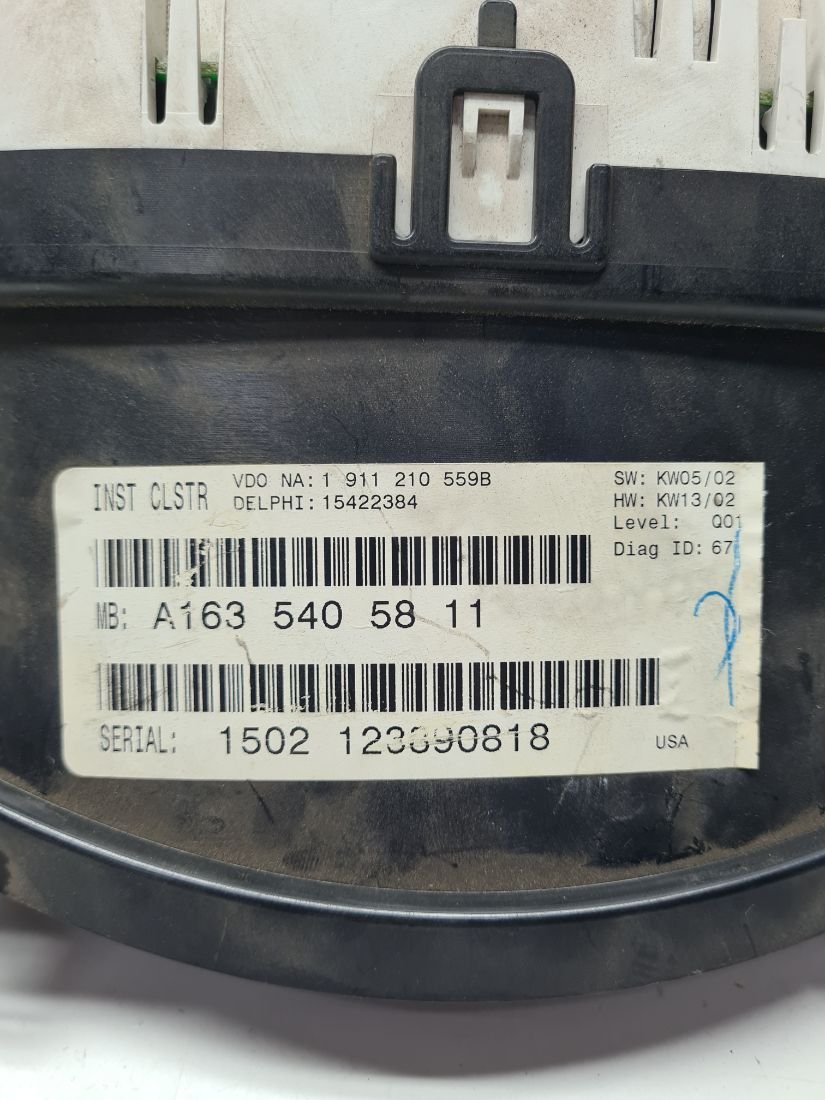 INST CLSTR
VDO NA: 1 911 210 559B
DELPHI: 15422384
SW: KW05/02
HW: KW13/02
Level: Q01
Diag ID: 67
MB: A163 540 58 11
SERIAL: 1502
USA